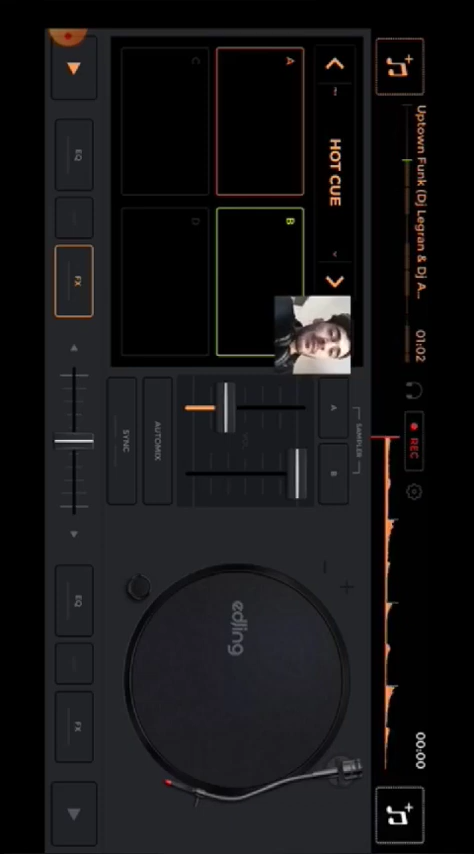 Uptown Funk (Dj Legran & Dj A...
01:02
REC
00:00
HOT CUE
A
B
C
D
SAMPLER
A
B
AUTOMIX
SYNC
edjing
EQ
FX
EQ
FX